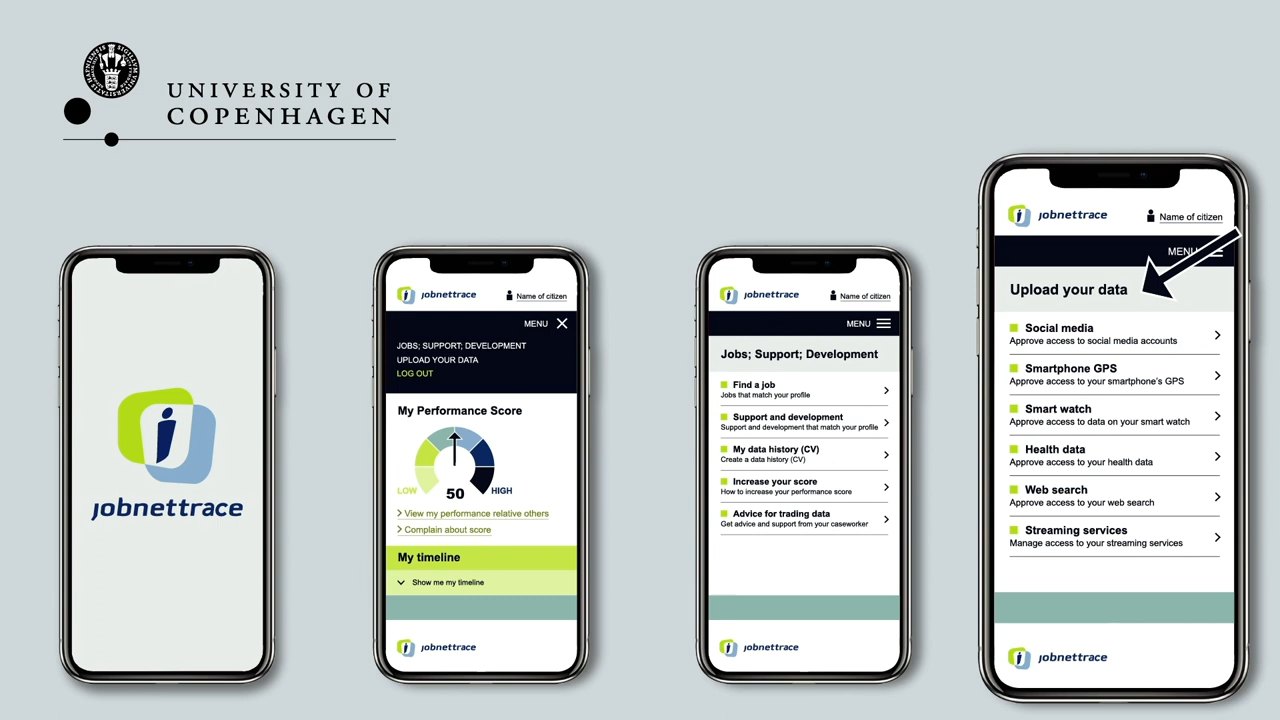 UNIVERSITY OF
COPENHAGEN
jobnettrace
jobnettrace
Name of citizen
MENU
JOBS; SUPPORT; DEVELOPMENT
UPLOAD YOUR DATA
LOG OUT
My Performance Score
LOW
50
HIGH
View my performance relative others
Complain about score
My timeline
Show me my timeline
jobnettrace
jobnettrace
Name of citizen
MENU
Jobs; Support; Development
Find a job
Jobs that match your profile
Support and development
Support and development that match your profile
My data history (CV)
Create a data history (CV)
Increase your score
How to increase your performance score
Advice for trading data
Get advice and support from your caseworker
jobnettrace
jobnettrace
Name of citizen
MENU
Upload your data
Social media
Approve access to social media accounts
Smartphone GPS
Approve access to your smartphone's GPS
Smart watch
Approve access to data on your smart watch
Health data
Approve access to your health data
Web search
Approve access to your web search
Streaming services
Manage access to your streaming services
jobnettrace